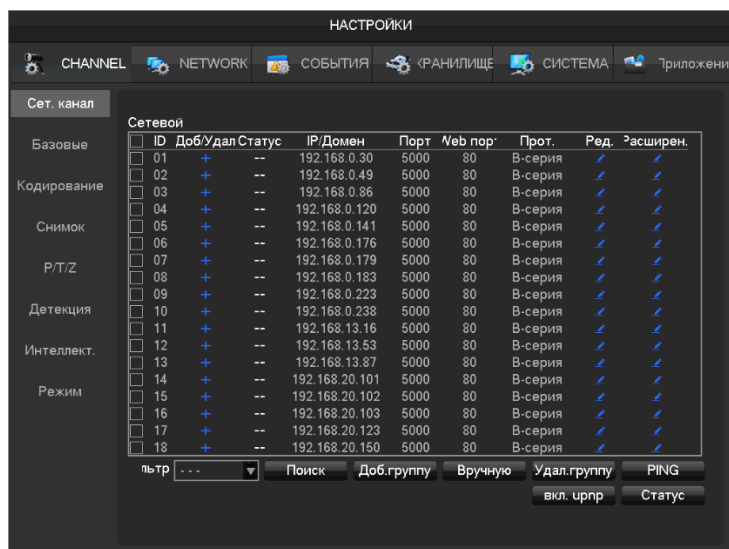 НАСТРОЙКИ
CHANNEL NETWORK СОБЫТИЯ <РАНИЛИЩЕ СИСТЕМА Триложени
Сет. канал
Базовые
Кодирование
Снимок
P/T/Z
Детекция
Интеллект.
Режим
Сетевой
ID Доб/Удал Статус IP/Домен Порт Web порт Прот. Ред. Расширен.
01 + -- 192.168.0.30 5000 80 В-серия
02 + -- 192.168.0.49 5000 80 В-серия
03 + -- 192.168.0.86 5000 80 В-серия
04 + -- 192.168.0.120 5000 80 В-серия
05 + -- 192.168.0.141 5000 80 В-серия
06 + -- 192.168.0.176 5000 80 В-серия
07 + -- 192.168.0.179 5000 80 В-серия
08 + -- 192.168.0.183 5000 80 В-серия
09 + -- 192.168.0.223 5000 80 В-серия
10 + -- 192.168.0.238 5000 80 В-серия
11 + -- 192.168.13.16 5000 80 В-серия
12 + -- 192.168.13.53 5000 80 В-серия
13 + -- 192.168.13.87 5000 80 В-серия
14 + -- 192.168.20.101 5000 80 В-серия
15 + -- 192.168.20.102 5000 80 В-серия
16 + -- 192.168.20.103 5000 80 В-серия
17 + -- 192.168.20.123 5000 80 В-серия
18 + -- 192.168.20.150 5000 80 В-серия
льтр - - - Поиск Доб.группу Вручную Удал.группу PING
вкл. upnp Статус